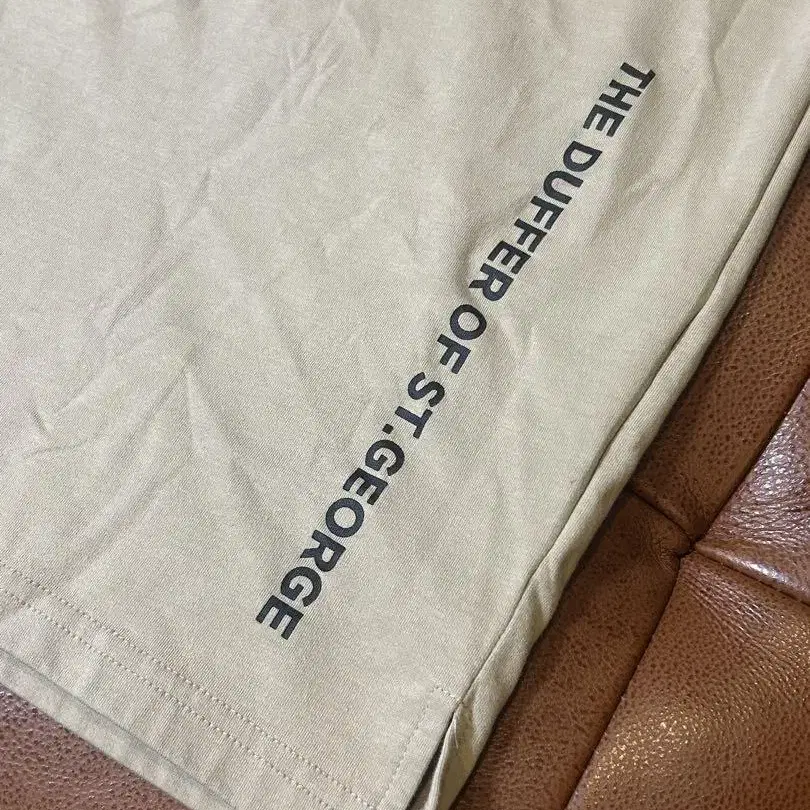 THE DUFFER OF ST.GEORGE